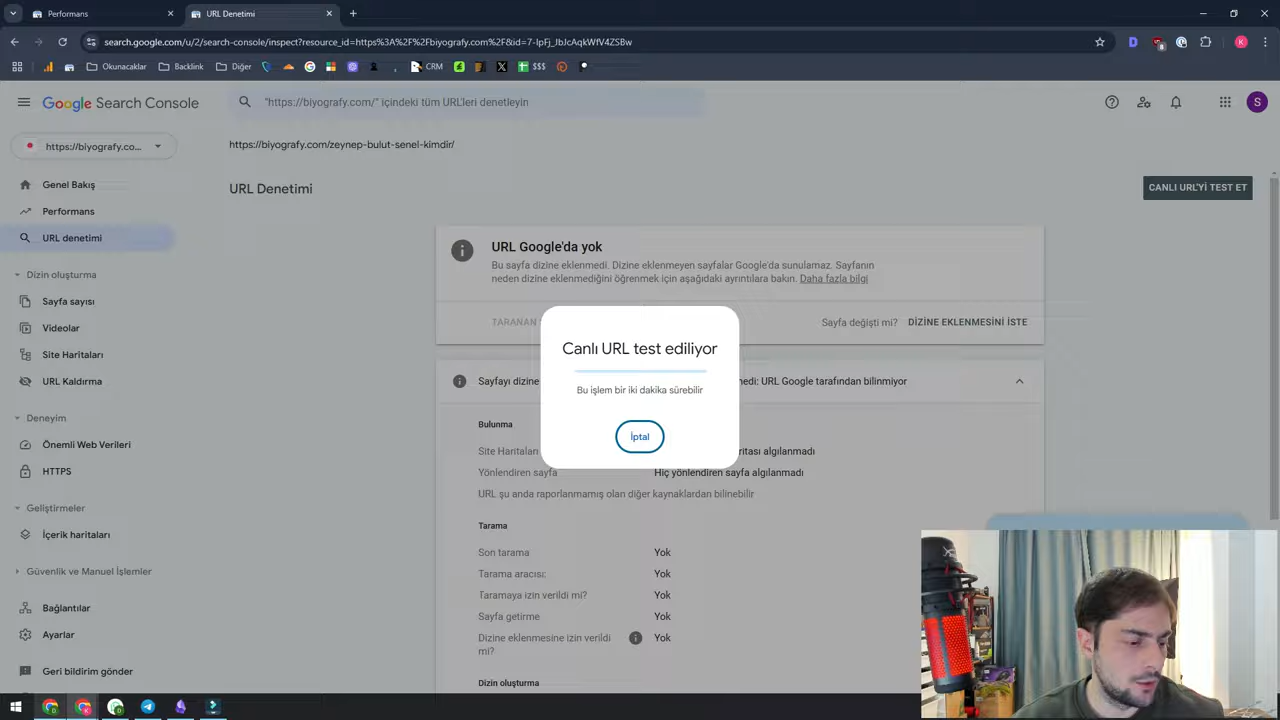 Performans
URL Denetimi
search.google.com/u/2/search-console/inspect?resource_id=https%3A%2F%2Fbiyografy.com%2F&id=7-lpFj_JbJcAqkWfV4ZSBw
Okunacaklar
Backlink
Diğer
CRM
$$$
Google Search Console
"https://biyografy.com/" içindeki tüm URL'leri denetleyin
S
https://biyografy.co...
https://biyografy.com/zeynep-bulut-senel-kimdir/
Genel Bakış
Performans
URL denetimi
Dizin oluşturma
Sayfa sayısı
Videolar
Site Haritaları
URL Kaldırma
Deneyim
Önemli Web Verileri
HTTPS
Geliştirmeler
İçerik haritaları
Güvenlik ve Manuel İşlemler
Bağlantılar
Ayarlar
Geri bildirim gönder
URL Denetimi
CANLI URL'Yİ TEST ET
URL Google'da yok
Bu sayfa dizine eklenmedi. Dizine eklenmeyen sayfalar Google'da sunulamaz. Sayfanın
neden dizine eklenmediğini öğrenmek için aşağıdaki ayrıntılara bakın. Daha fazla bilgi
TARANAN
Sayfa değişti mi?
DİZİNE EKLENMESİNİ İSTE
Canlı URL test ediliyor
Bu işlem bir iki dakika sürebilir
İptal
Sayfayı dizine
nedi: URL Google tarafından bilinmiyor
Bulunma
Site Haritaları
ritası algılanmadı
Yönlendiren sayfa
Hiç yönlendiren sayfa algılanmadı
URL şu anda raporlanmamış olan diğer kaynaklardan bilinebilir
Tarama
Son tarama
Yok
Tarama aracısı:
Yok
Taramaya izin verildi mi?
Yok
Sayfa getirme
Yok
Dizine eklenmesine izin verildi
mi?
Yok
Dizin oluşturma